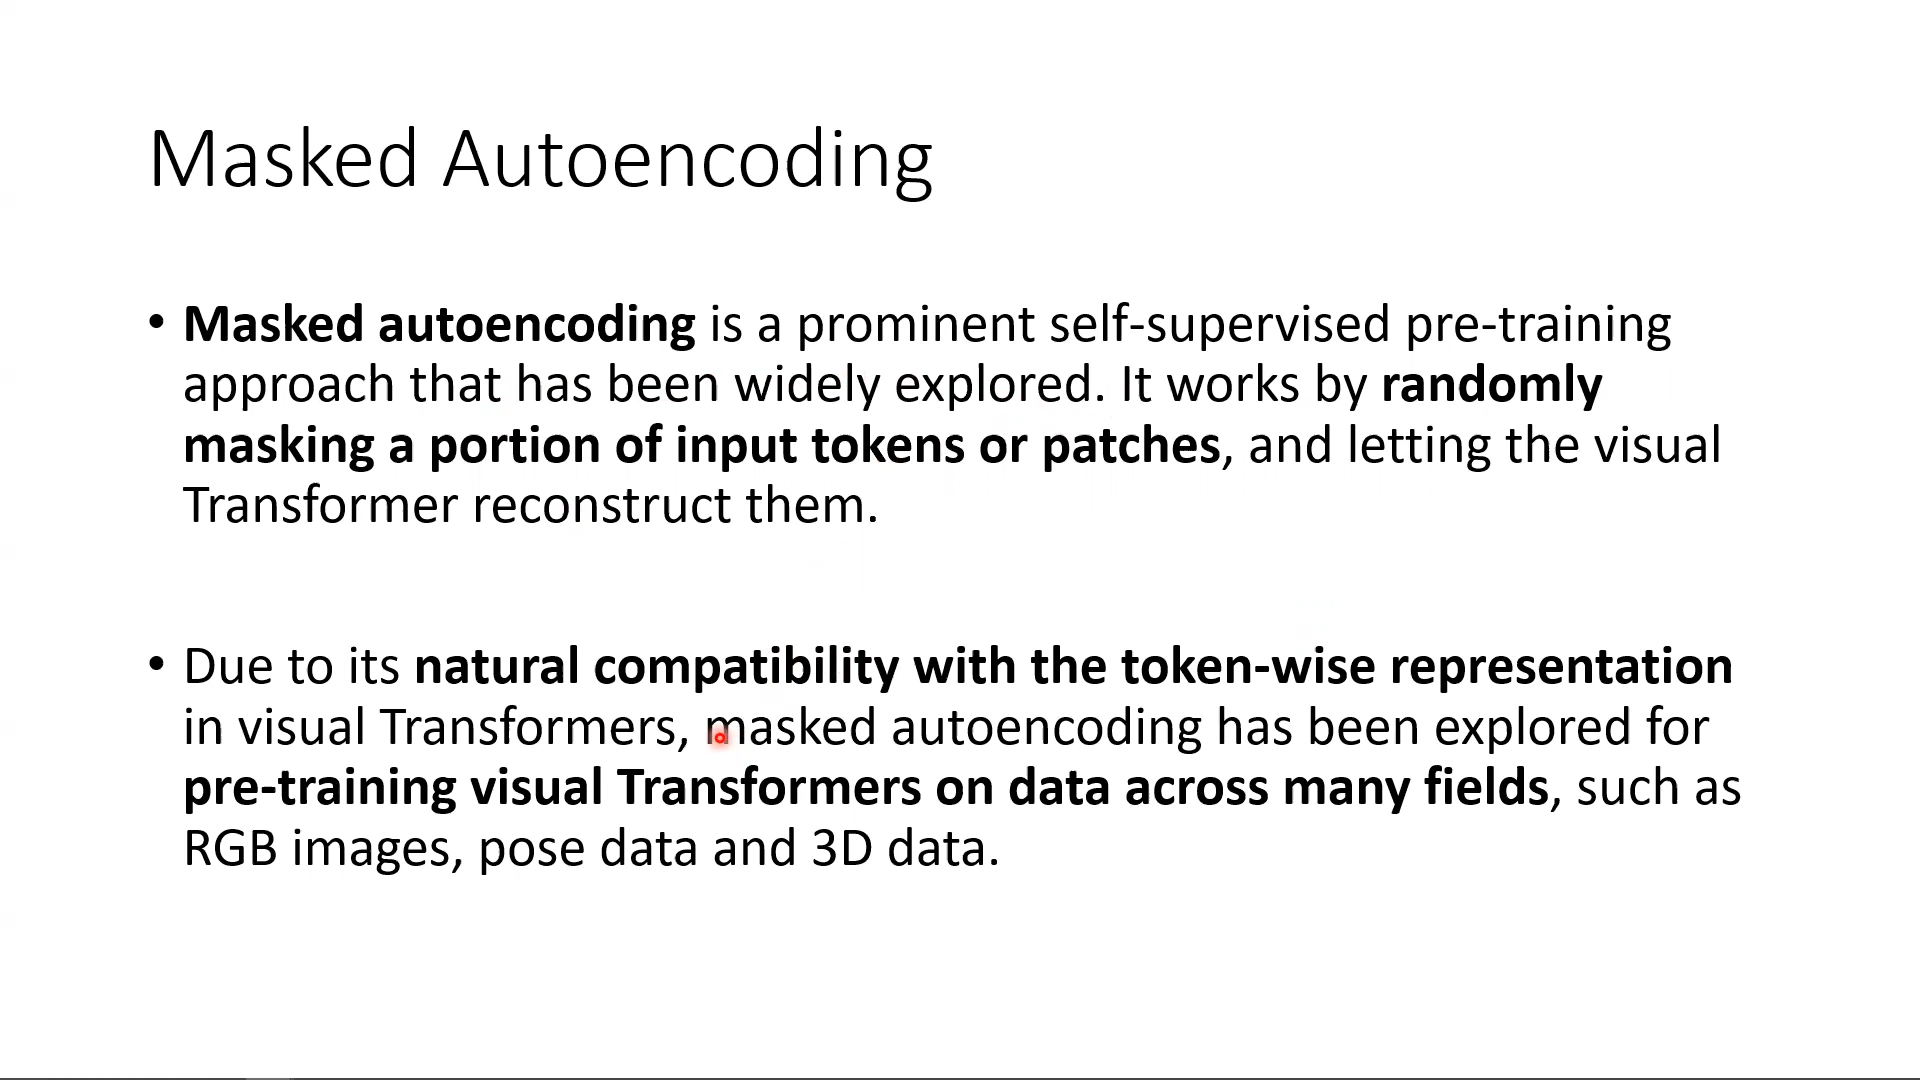 Masked Autoencoding
• Masked autoencoding is a prominent self-supervised pre-training
approach that has been widely explored. It works by randomly
masking a portion of input tokens or patches, and letting the visual
Transformer reconstruct them.
• Due to its natural compatibility with the token-wise representation
in visual Transformers, masked autoencoding has been explored for
pre-training visual Transformers on data across many fields, such as
RGB images, pose data and 3D data.